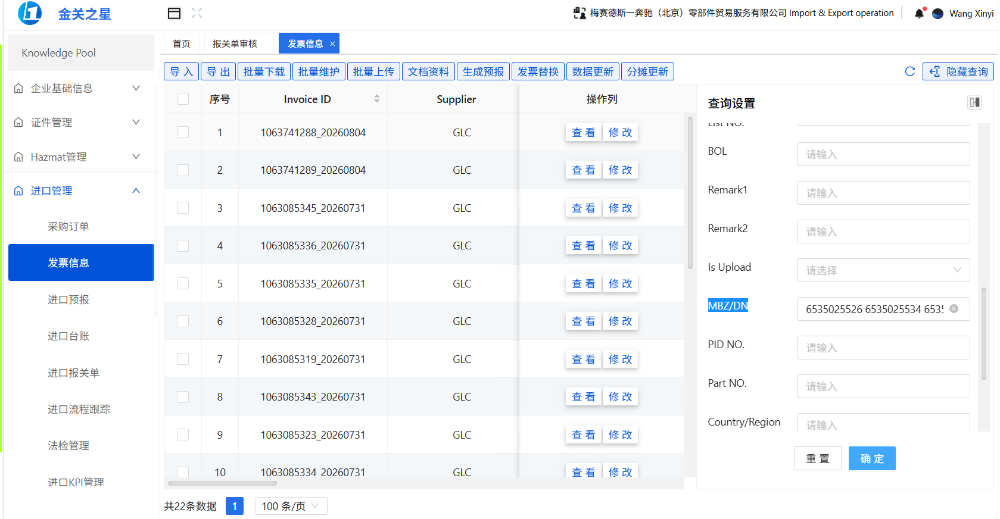 金关之星
梅赛德斯一奔驰（北京）零部件贸易服务有限公司 Import & Export operation
Wang Xinyi
Knowledge Pool
企业基础信息
证件管理
Hazmat管理
进口管理
采购订单
发票信息
进口预报
进口台账
进口报关单
进口流程跟踪
法检管理
进口KPI管理
首页 报关单审核 发票信息
导入 导出 批量下载 批量维护 批量上传 文档资料 生成预报 发票替换 数据更新 分摊更新 隐藏查询
序号 Invoice ID Supplier 操作列
1 1063741288_20260804 GLC 查看 修改
2 1063741289_20260804 GLC 查看 修改
3 1063085345_20260731 GLC 查看 修改
4 1063085336_20260731 GLC 查看 修改
5 1063085335_20260731 GLC 查看 修改
6 1063085328_20260731 GLC 查看 修改
7 1063085319_20260731 GLC 查看 修改
8 1063085343_20260731 GLC 查看 修改
9 1063085323_20260731 GLC 查看 修改
10 1063085334_20260731 GLC 查看 修改
共22条数据 1 100 条/页
查询设置
List NO.
BOL 请输入
Remark1 请输入
Remark2 请输入
Is Upload 请选择
MBZ/DN 6535025526 6535025534 653
PID NO. 请输入
Part NO. 请输入
Country/Region 请输入
重置 确定